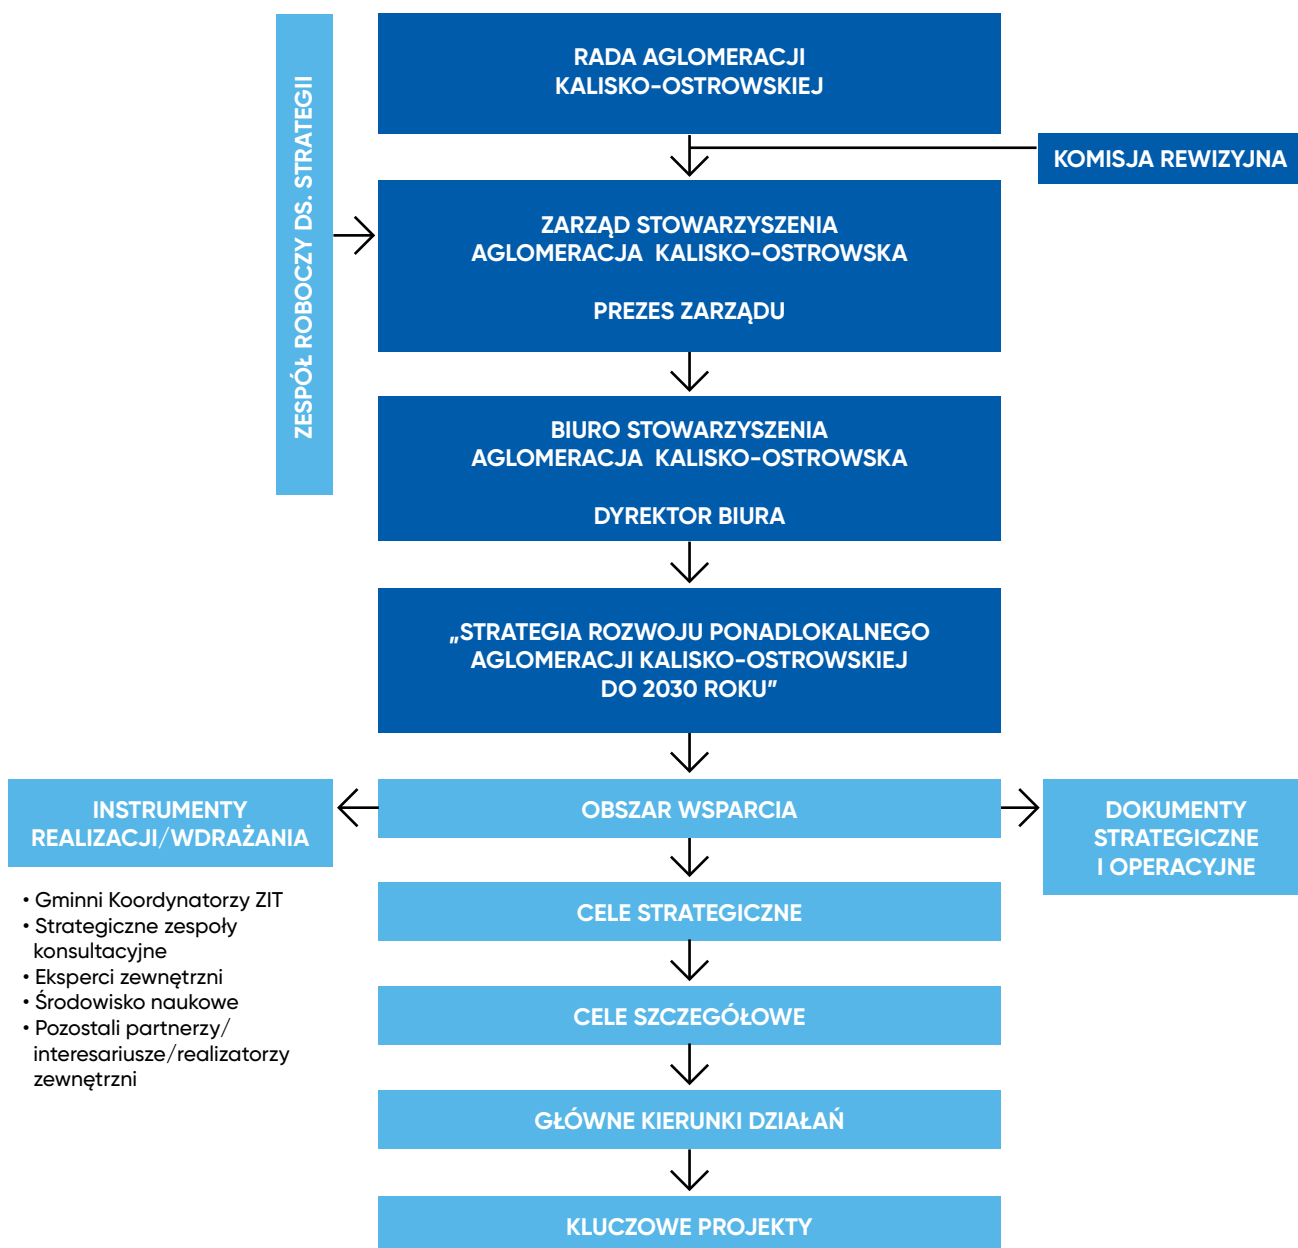 ZESPÓŁ ROBOCZY DS. STRATEGII
RADA AGLOMERACJI
KALISKO-OSTROWSKIEJ
KOMISJA REWIZYJNA
ZARZĄD STOWARZYSZENIA
AGLOMERACJA KALISKO-OSTROWSKA
PREZES ZARZĄDU
BIURO STOWARZYSZENIA
AGLOMERACJA KALISKO-OSTROWSKA
DYREKTOR BIURA
„STRATEGIA ROZWOJU PONADLOKALNEGO
AGLOMERACJI KALISKO-OSTROWSKIEJ
DO 2030 ROKU”
INSTRUMENTY
REALIZACJI/WDRAŻANIA
• Gminni Koordynatorzy ZIT
• Strategiczne zespoły
konsultacyjne
• Eksperci zewnętrzni
• Środowisko naukowe
• Pozostali partnerzy/
interesariusze/realizatorzy
zewnętrzni
OBSZAR WSPARCIA
DOKUMENTY
STRATEGICZNE
I OPERACYJNE
CELE STRATEGICZNE
CELE SZCZEGÓŁOWE
GŁÓWNE KIERUNKI DZIAŁAŃ
KLUCZOWE PROJEKTY